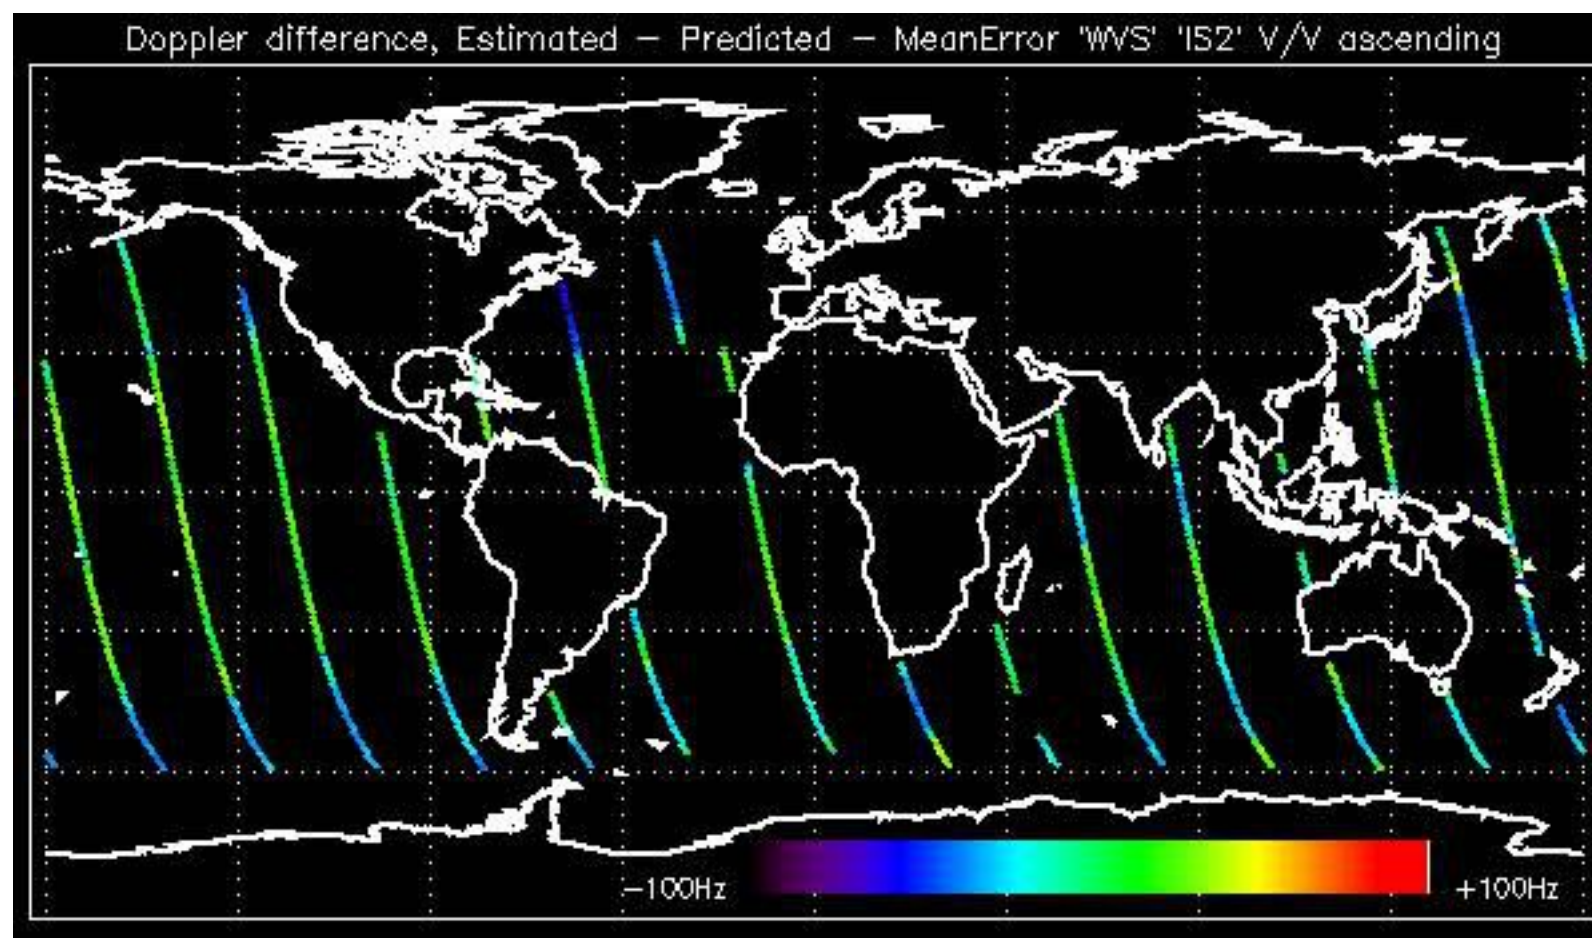 Doppler difference, Estimated – Predicted – MeanError 'WVS' 'IS2' V/V ascending
−100Hz +100Hz